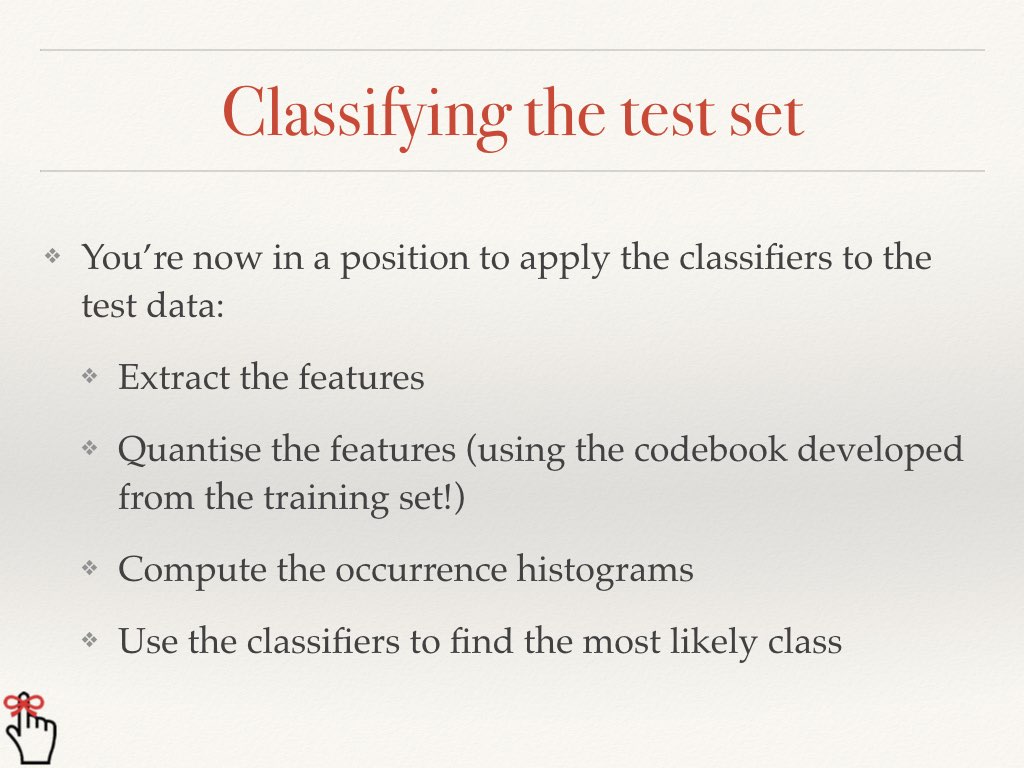 Classifying the test set
❖ You’re now in a position to apply the classifiers to the
test data:
❖ Extract the features
❖ Quantise the features (using the codebook developed
from the training set!)
❖ Compute the occurrence histograms
❖ Use the classifiers to find the most likely class